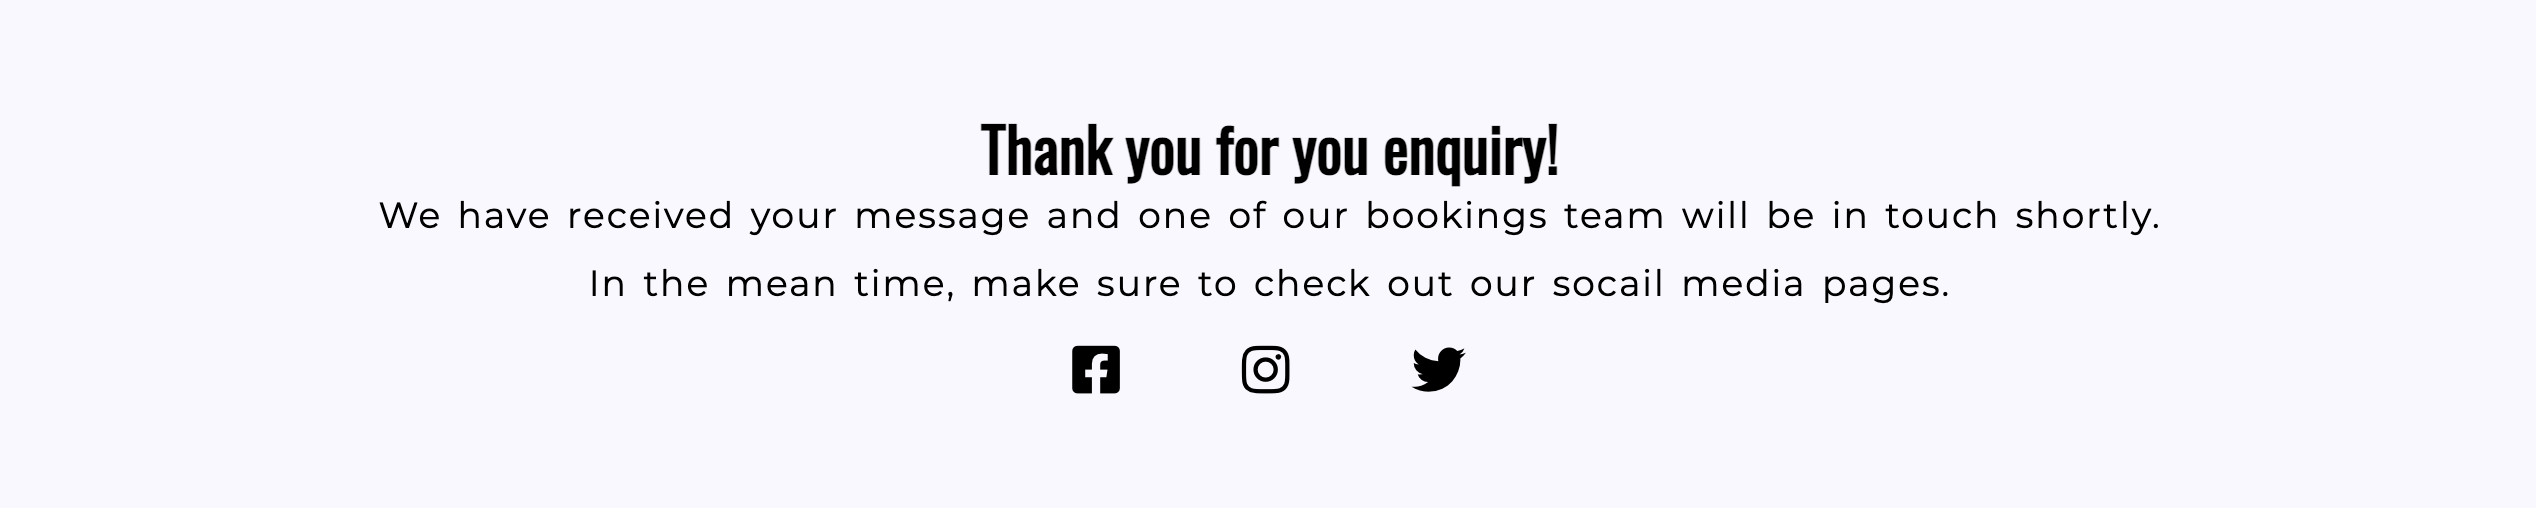 Thank you for you enquiry!
We have received your message and one of our bookings team will be in touch shortly.
In the mean time, make sure to check out our socail media pages.